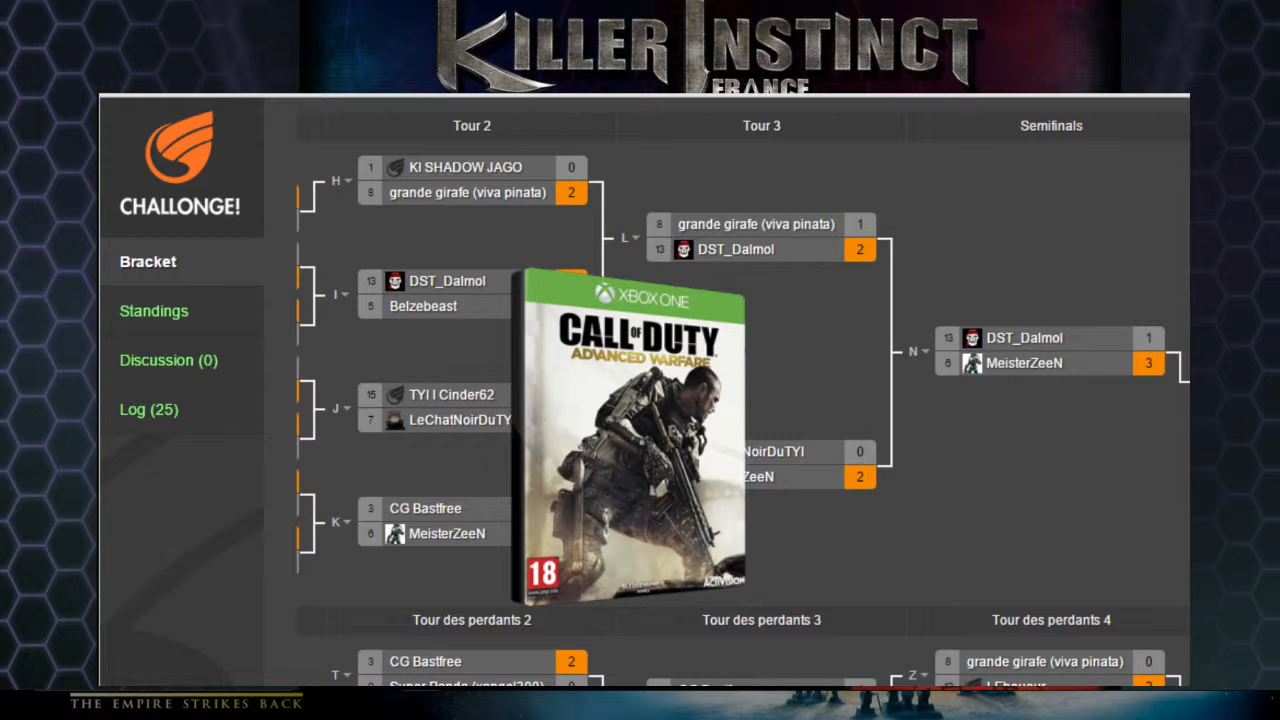 KILLER INSTINCT
FRANCE
CHALLONGE!
Bracket
Standings
Discussion (0)
Log (25)
Tour 2
Tour 3
Semifinals
H
1 KI SHADOW JAGO 0
8 grande girafe (viva pinata) 2
I
13 DST_Dalmol
5 Belzebeast
J
15 TYI I Cinder62
7 LeChatNoirDuTY
K
3 CG Bastfree
6 MeisterZeeN
L
8 grande girafe (viva pinata) 1
13 DST_Dalmol 2
NoirDuTYI 0
ZeeN 2
N
13 DST_Dalmol 1
6 MeisterZeeN 3
XBOX ONE
CALL OF DUTY
ADVANCED WARFARE
18
ACTIVISION
Tour des perdants 2
Tour des perdants 3
Tour des perdants 4
T
3 CG Bastfree 2
Z
8 grande girafe (viva pinata) 0
THE EMPIRE STRIKES BACK